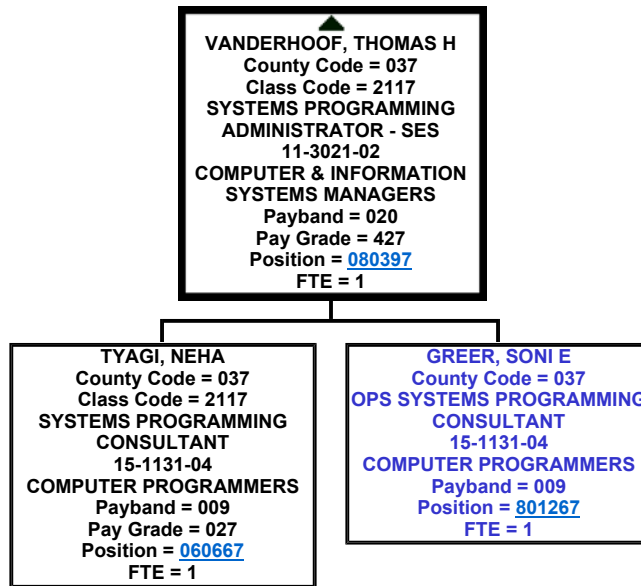 VANDERHOOF, THOMAS H
County Code = 037
Class Code = 2117
SYSTEMS PROGRAMMING
ADMINISTRATOR - SES
11-3021-02
COMPUTER & INFORMATION
SYSTEMS MANAGERS
Payband = 020
Pay Grade = 427
Position = 080397
FTE = 1
TYAGI, NEHA
County Code = 037
Class Code = 2117
SYSTEMS PROGRAMMING
CONSULTANT
15-1131-04
COMPUTER PROGRAMMERS
Payband = 009
Pay Grade = 027
Position = 060667
FTE = 1
GREER, SONI E
County Code = 037
OPS SYSTEMS PROGRAMMING
CONSULTANT
15-1131-04
COMPUTER PROGRAMMERS
Payband = 009
Position = 801267
FTE = 1